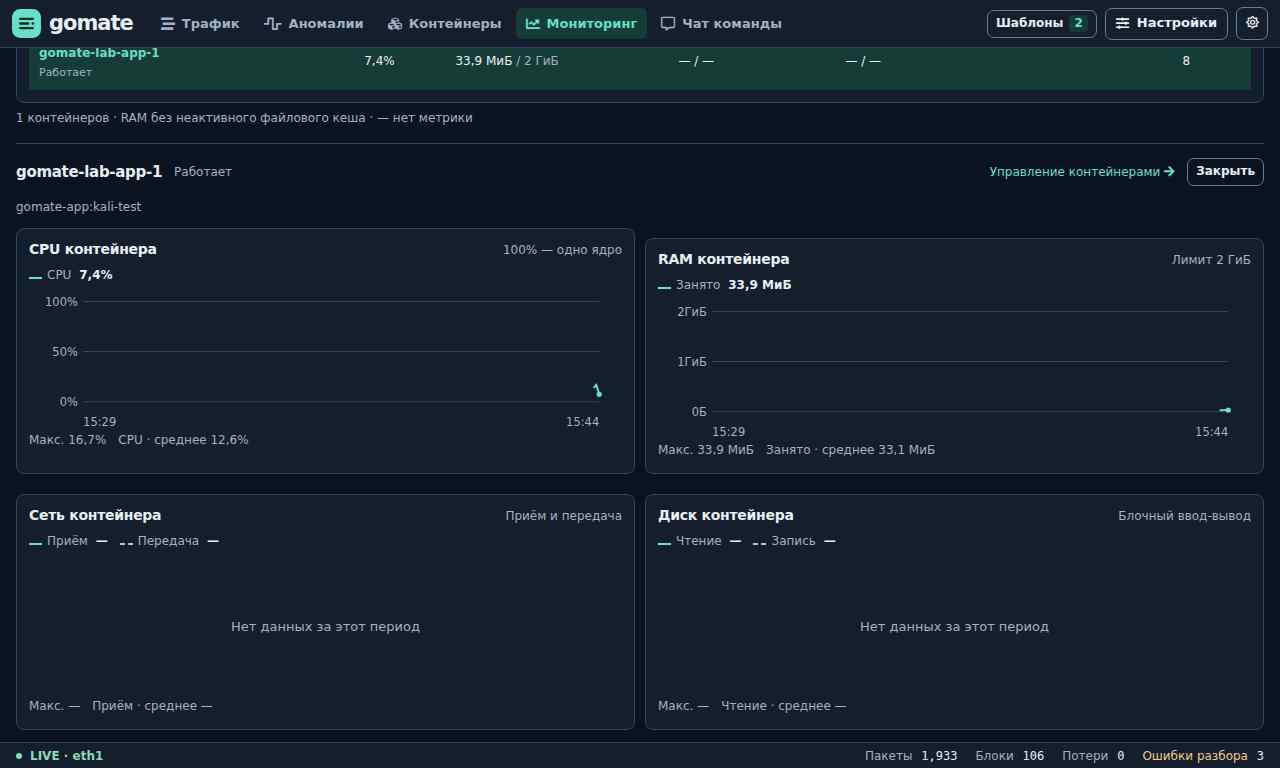 gomate Трафик Аномалии Контейнеры Мониторинг Чат команды Шаблоны 2 Настройки
gomate-lab-app-1
Работает 7,4% 33,9 МиБ / 2 ГиБ — / — — / — 8
1 контейнеров · RAM без неактивного файлового кеша · — нет метрики
gomate-lab-app-1 Работает Управление контейнерами → Закрыть
gomate-app:kali-test
CPU контейнера 100% — одно ядро
CPU 7,4%
100%
50%
0%
15:29 15:44
Макс. 16,7% CPU · среднее 12,6%
RAM контейнера Лимит 2 ГиБ
Занято 33,9 МиБ
2ГиБ
1ГиБ
0Б
15:29 15:44
Макс. 33,9 МиБ Занято · среднее 33,1 МиБ
Сеть контейнера Приём и передача
Приём — Передача —
Нет данных за этот период
Макс. — Приём · среднее —
Диск контейнера Блочный ввод-вывод
Чтение — Запись —
Нет данных за этот период
Макс. — Чтение · среднее —
LIVE · eth1 Пакеты 1,933 Блоки 106 Потери 0 Ошибки разбора 3